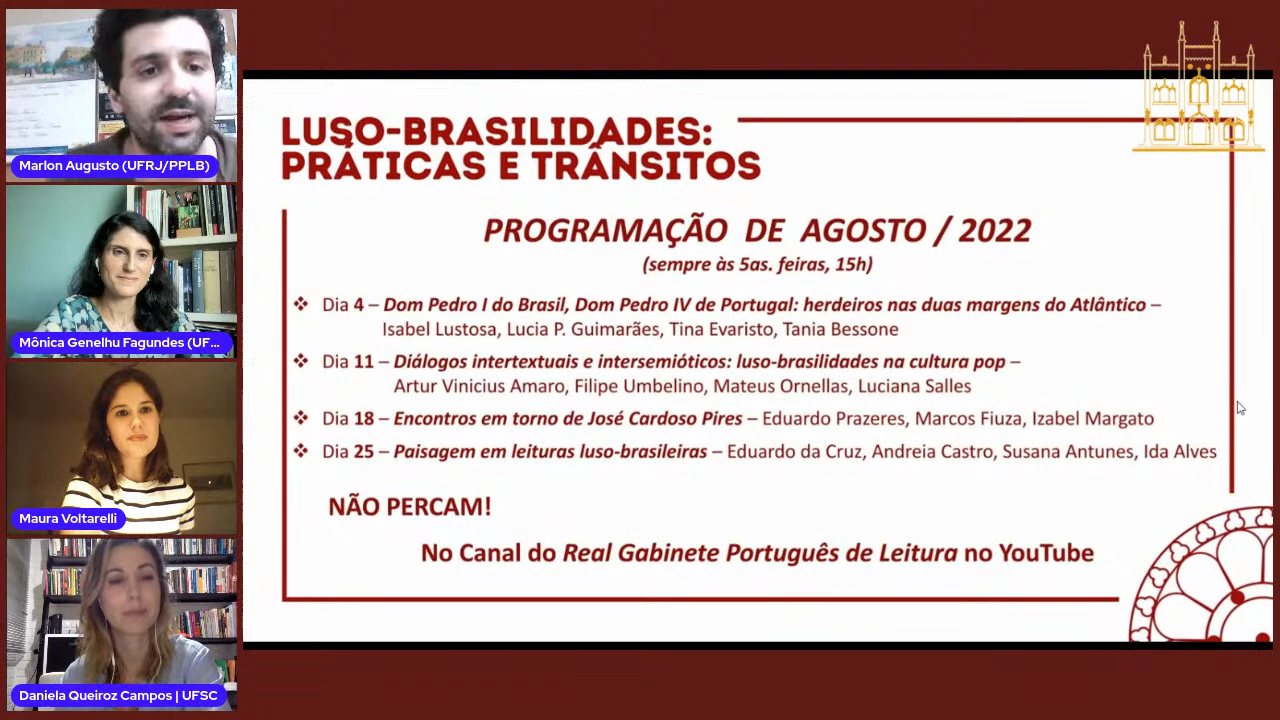 Marlon Augusto (UFRJ/PPLB)
Mônica Genelhu Fagundes (UF...
Maura Voltarelli
Daniela Queiroz Campos | UFSC
LUSO-BRASILIDADES:
PRÁTICAS E TRÂNSITOS
PROGRAMAÇÃO DE AGOSTO / 2022
(sempre às 5as. feiras, 15h)
❖ Dia 4 – Dom Pedro I do Brasil, Dom Pedro IV de Portugal: herdeiros nas duas margens do Atlântico –
Isabel Lustosa, Lucia P. Guimarães, Tina Evaristo, Tania Bessone
❖ Dia 11 – Diálogos intertextuais e intersemióticos: luso-brasilidades na cultura pop –
Artur Vinicius Amaro, Filipe Umbelino, Mateus Ornellas, Luciana Salles
❖ Dia 18 – Encontros em torno de José Cardoso Pires – Eduardo Prazeres, Marcos Fiuza, Izabel Margato
❖ Dia 25 – Paisagem em leituras luso-brasileiras – Eduardo da Cruz, Andreia Castro, Susana Antunes, Ida Alves
NÃO PERCAM!
No Canal do Real Gabinete Português de Leitura no YouTube